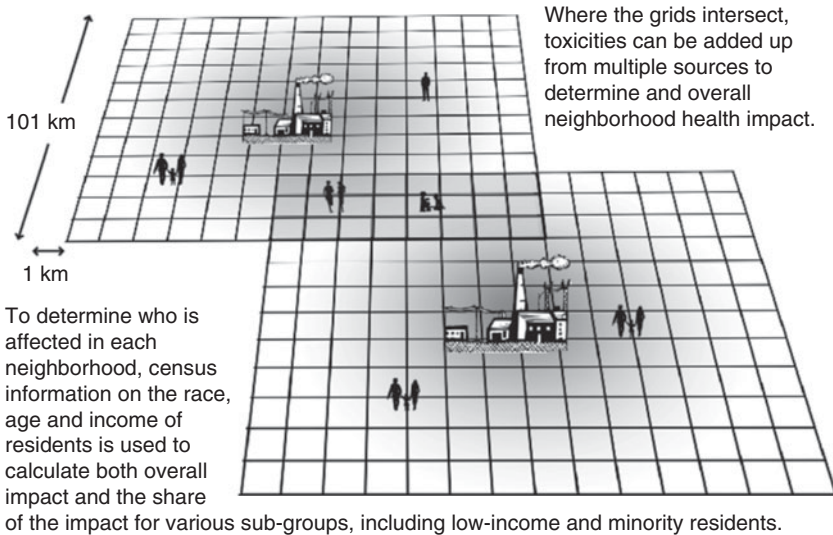 Where the grids intersect,
toxicities can be added up
from multiple sources to
determine and overall
neighborhood health impact.
101 km
1 km
To determine who is
affected in each
neighborhood, census
information on the race,
age and income of
residents is used to
calculate both overall
impact and the share
of the impact for various sub-groups, including low-income and minority residents.